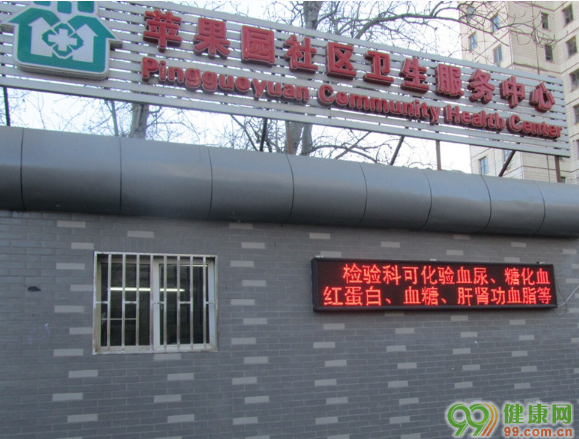 苹果园社区卫生服务中心
Pingguoyuan Community Health Center
检验科可化验血尿、糖化血
红蛋白、血糖、肝肾功血脂等
99健康网
99.com.cn